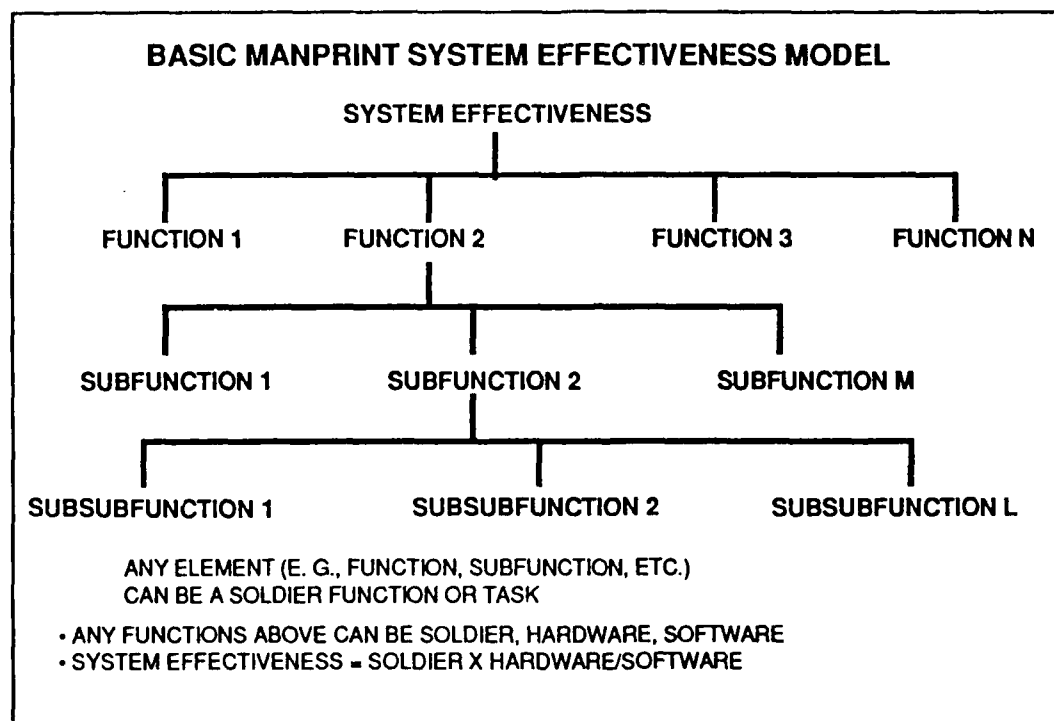 BASIC MANPRINT SYSTEM EFFECTIVENESS MODEL
SYSTEM EFFECTIVENESS
FUNCTION 1 FUNCTION 2 FUNCTION 3 FUNCTION N
SUBFUNCTION 1 SUBFUNCTION 2 SUBFUNCTION M
SUBSUBFUNCTION 1 SUBSUBFUNCTION 2 SUBSUBFUNCTION L
ANY ELEMENT (E. G., FUNCTION, SUBFUNCTION, ETC.)
CAN BE A SOLDIER FUNCTION OR TASK
• ANY FUNCTIONS ABOVE CAN BE SOLDIER, HARDWARE, SOFTWARE
• SYSTEM EFFECTIVENESS = SOLDIER X HARDWARE/SOFTWARE